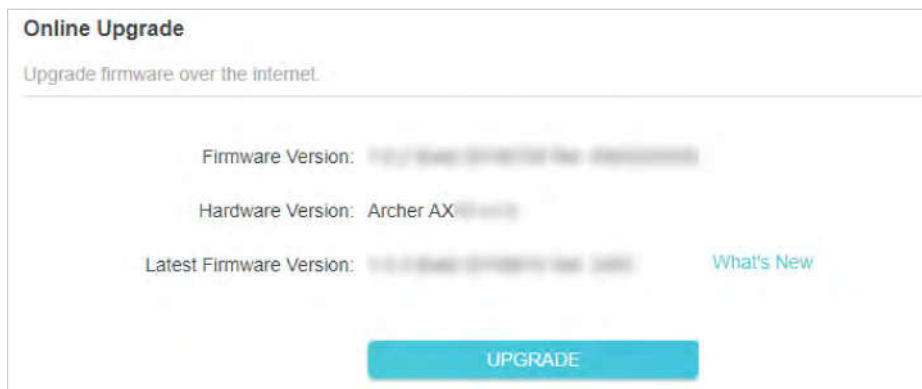 Online Upgrade
Upgrade firmware over the internet.
Firmware Version:
Hardware Version: Archer AX
Latest Firmware Version: What's New
UPGRADE